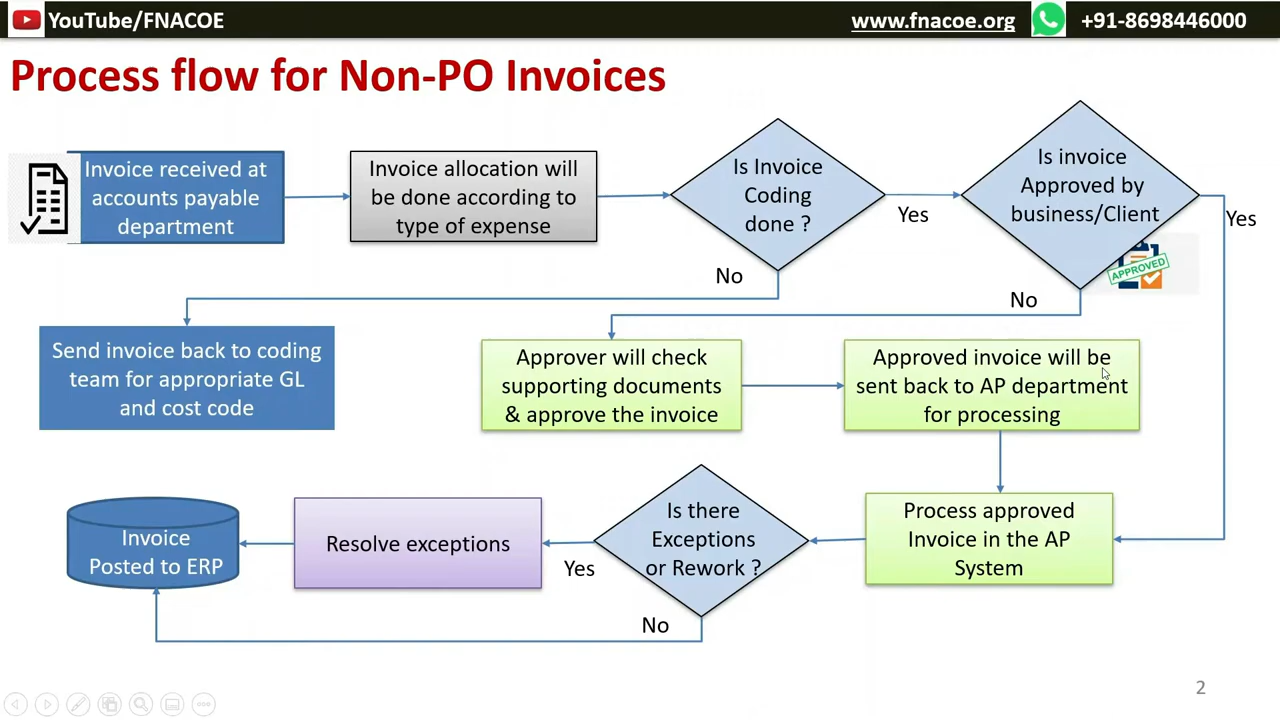 YouTube/FNACOE
www.fnacoe.org
+91-8698446000
Process flow for Non-PO Invoices
Invoice received at
accounts payable
department
Invoice allocation will
be done according to
type of expense
Is Invoice
Coding
done ?
Yes
Is invoice
Approved by
business/Client
Yes
APPROVED
No
No
Send invoice back to coding
team for appropriate GL
and cost code
Approver will check
supporting documents
& approve the invoice
Approved invoice will be
sent back to AP department
for processing
Process approved
Invoice in the AP
System
Is there
Exceptions
or Rework ?
Yes
No
Resolve exceptions
Invoice
Posted to ERP
2